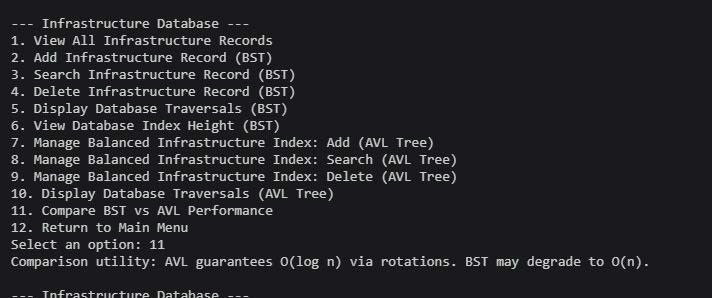 --- Infrastructure Database ---
1. View All Infrastructure Records
2. Add Infrastructure Record (BST)
3. Search Infrastructure Record (BST)
4. Delete Infrastructure Record (BST)
5. Display Database Traversals (BST)
6. View Database Index Height (BST)
7. Manage Balanced Infrastructure Index: Add (AVL Tree)
8. Manage Balanced Infrastructure Index: Search (AVL Tree)
9. Manage Balanced Infrastructure Index: Delete (AVL Tree)
10. Display Database Traversals (AVL Tree)
11. Compare BST vs AVL Performance
12. Return to Main Menu
Select an option: 11
Comparison utility: AVL guarantees O(log n) via rotations. BST may degrade to O(n).
--- Infrastructure Database ---